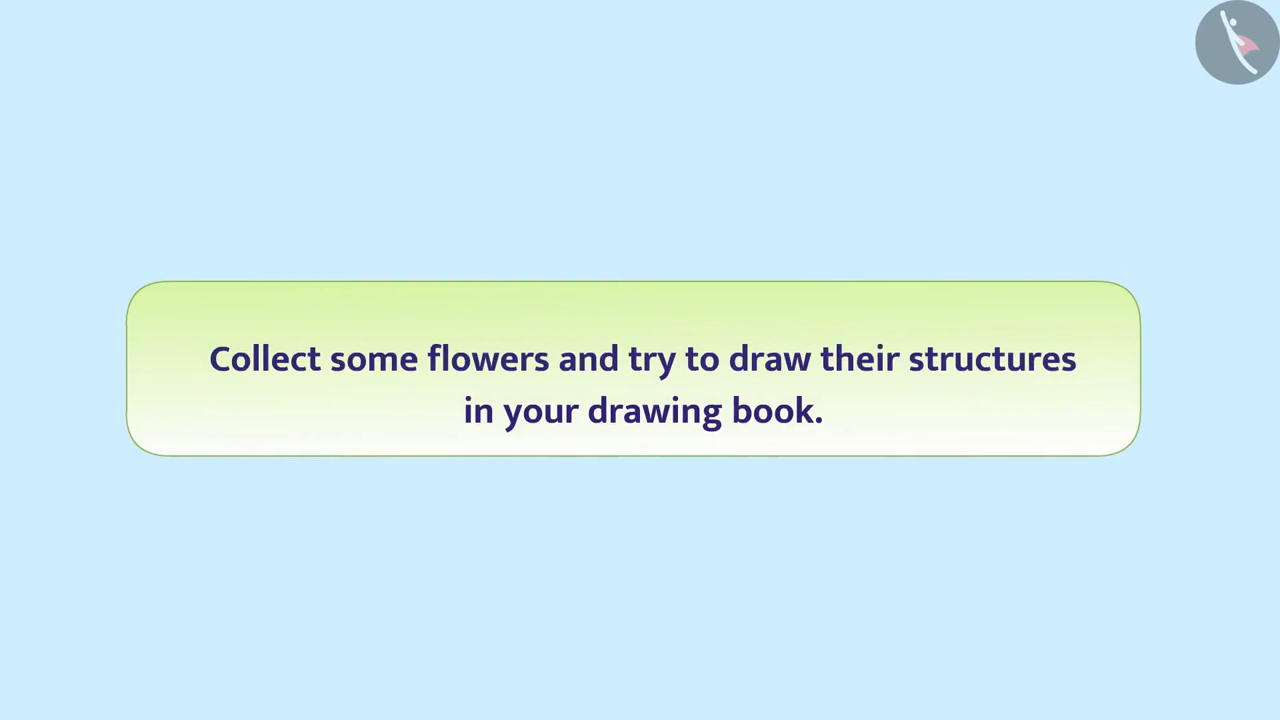 Collect some flowers and try to draw their structures
in your drawing book.